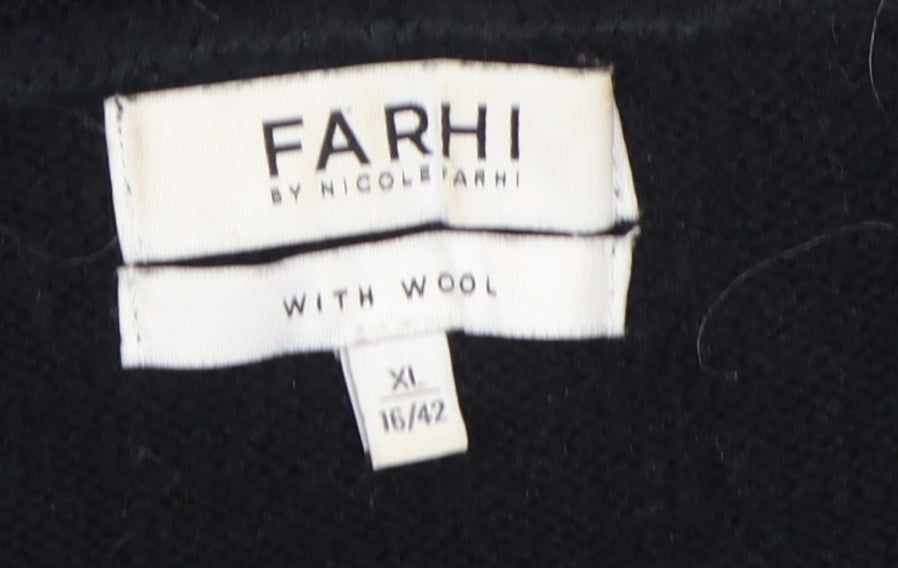 FARHI
BY NICOLE FARHI
WITH WOOL
XL
16/42